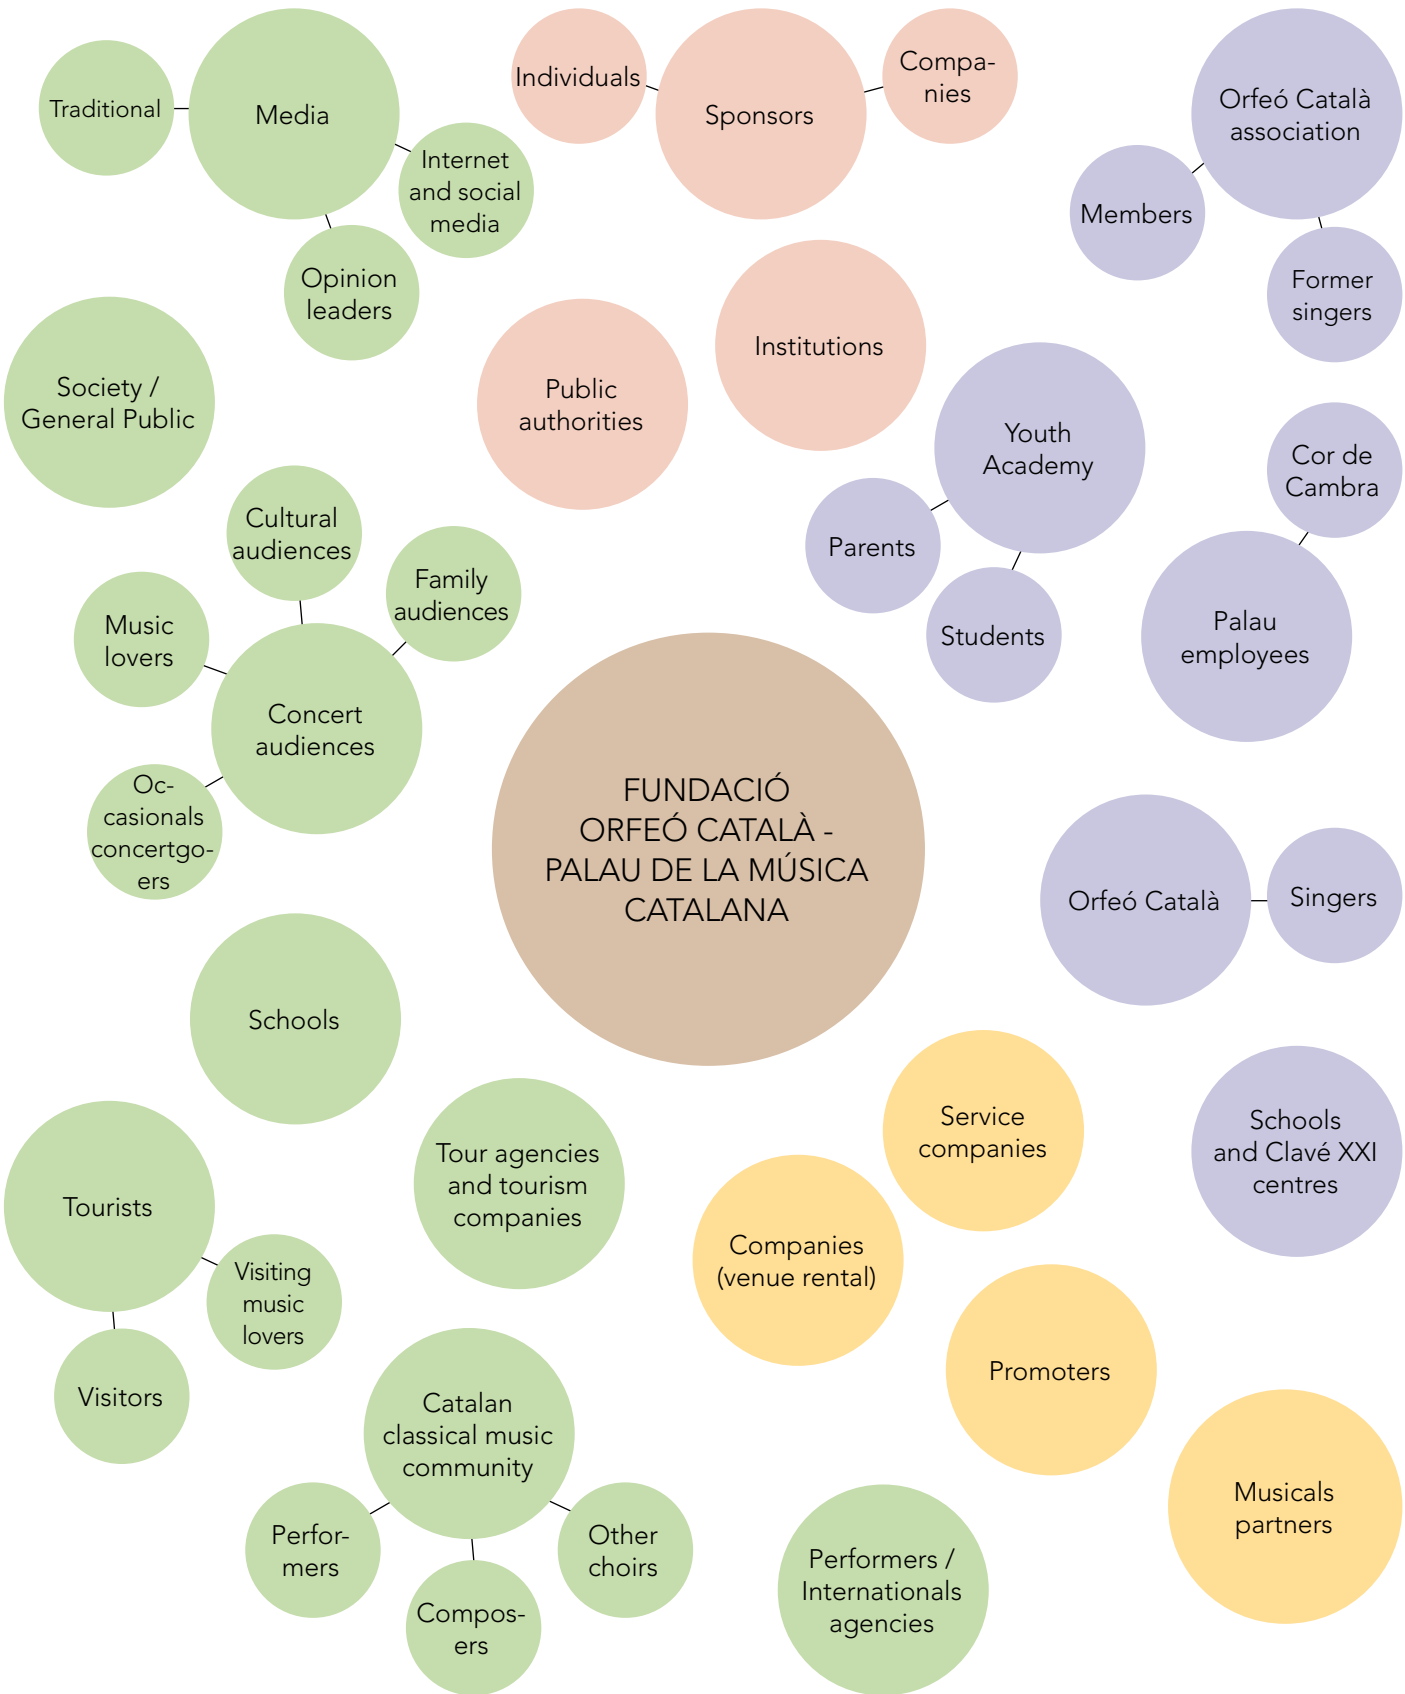 Traditional
Media
Internet
and social
media
Opinion
leaders
Individuals
Sponsors
Compa-
nies
Orfeó Català
association
Members
Former
singers
Society /
General Public
Public
authorities
Institutions
Youth
Academy
Parents
Students
Cor de
Cambra
Palau
employees
Cultural
audiences
Family
audiences
Music
lovers
Concert
audiences
Oc-
casionals
concertgo-
ers
FUNDACIÓ
ORFEÓ CATALÀ -
PALAU DE LA MÚSICA
CATALANA
Orfeó Català
Singers
Schools
Tour agencies
and tourism
companies
Service
companies
Schools
and Clavé XXI
centres
Tourists
Visiting
music
lovers
Visitors
Companies
(venue rental)
Promoters
Catalan
classical music
community
Perfor-
mers
Compos-
ers
Other
choirs
Performers /
Internationals
agencies
Musicals
partners